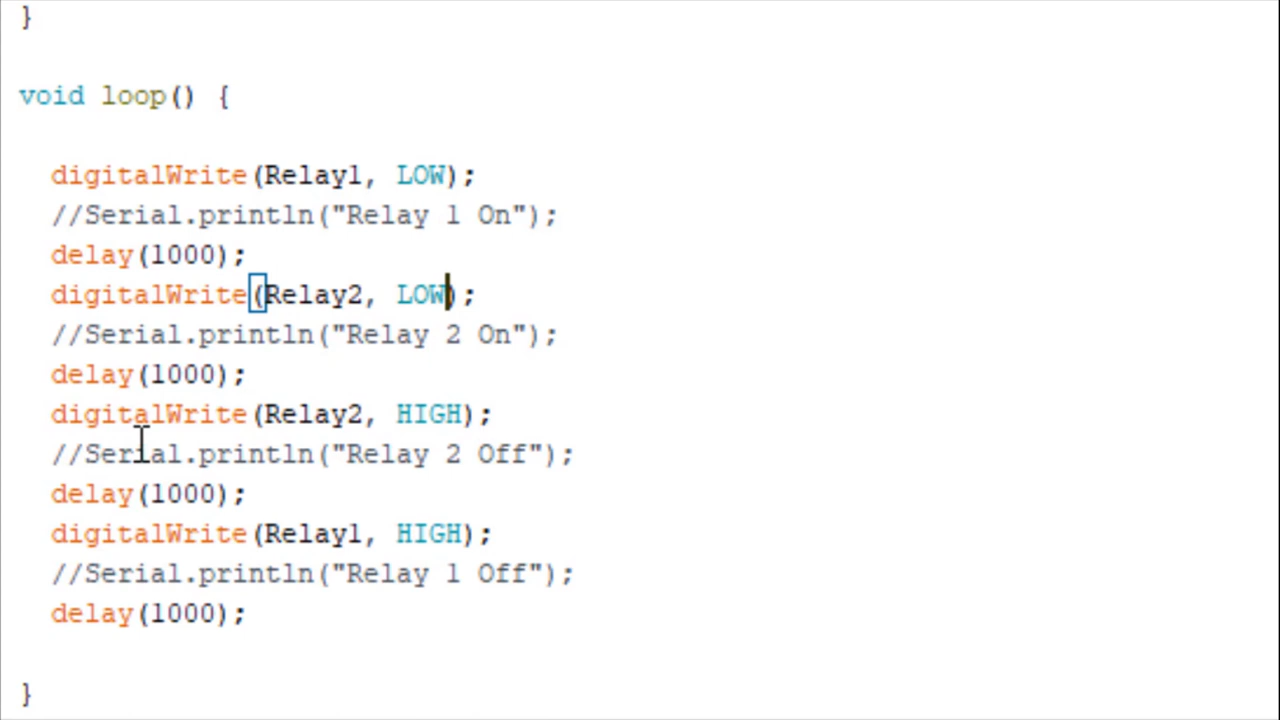 }
void loop() {
digitalWrite(Relay1, LOW);
//Serial.println("Relay 1 On");
delay(1000);
digitalWrite(Relay2, LOW);
//Serial.println("Relay 2 On");
delay(1000);
digitalWrite(Relay2, HIGH);
//Serial.println("Relay 2 Off");
delay(1000);
digitalWrite(Relay1, HIGH);
//Serial.println("Relay 1 Off");
delay(1000);
}